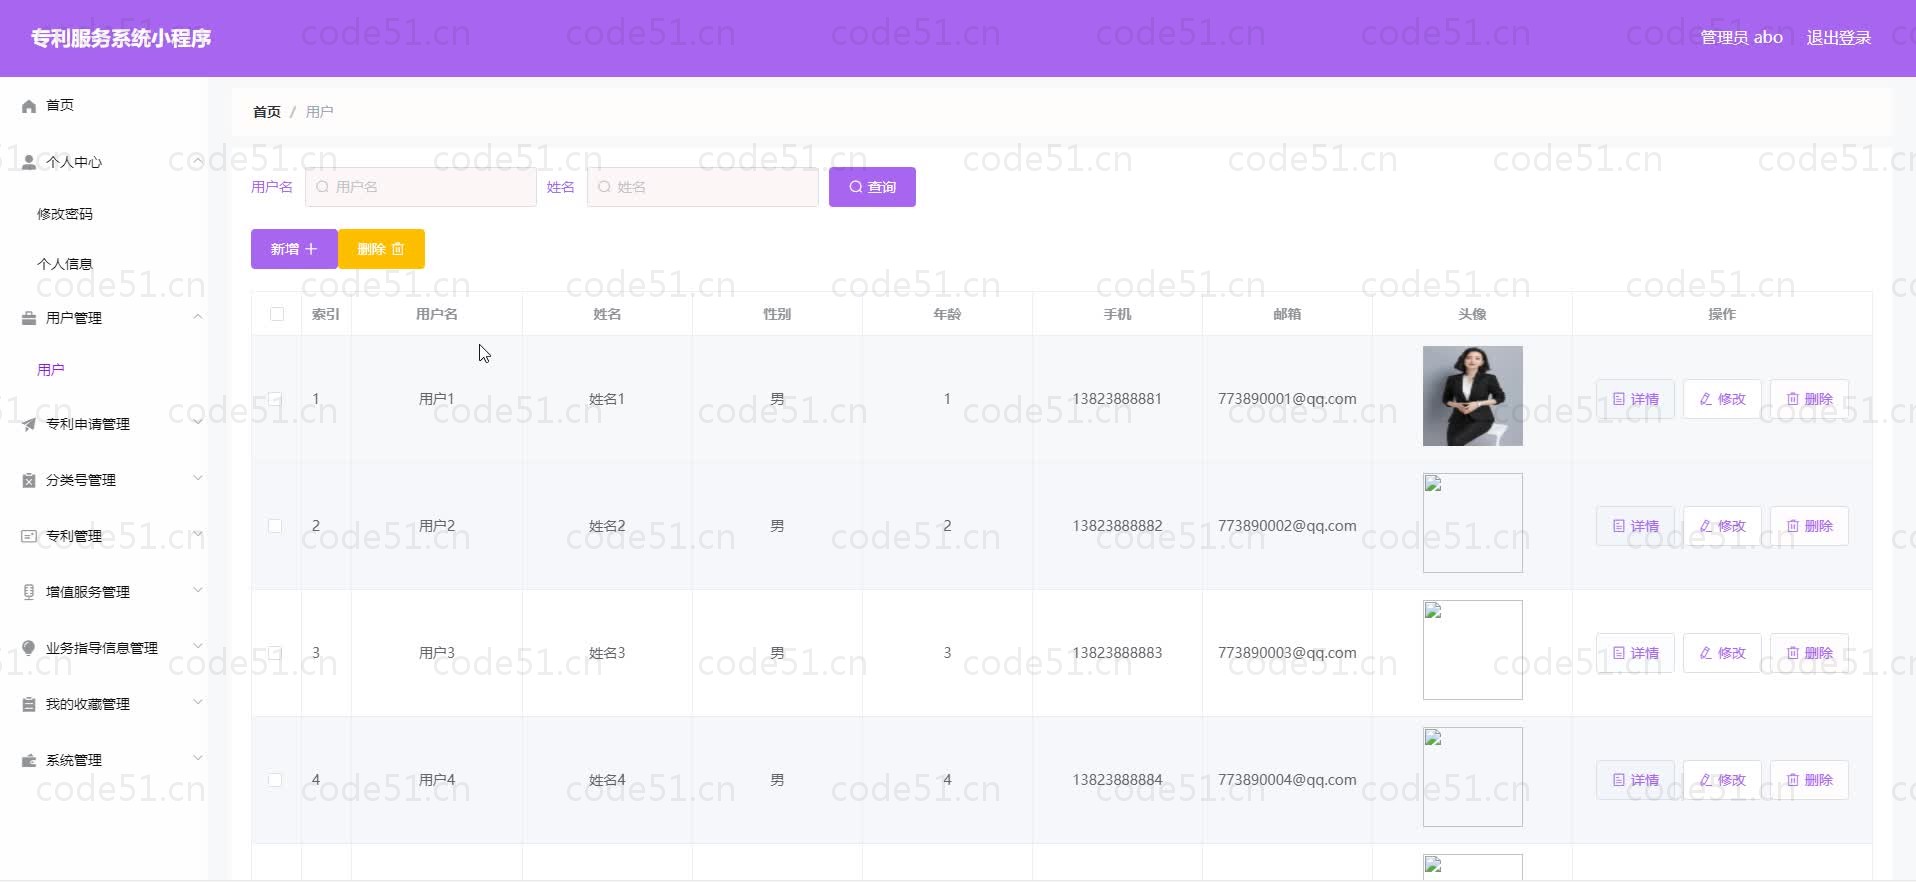 专利服务系统小程序
管理员 abo 退出登录
首页
个人中心
修改密码
个人信息
用户管理
用户
专利申请管理
分类号管理
专利管理
增值服务管理
业务指导信息管理
我的收藏管理
系统管理
首页 / 用户
用户名 用户名 姓名 姓名 查询
新增 删除
索引 用户名 姓名 性别 年龄 手机 邮箱 头像 操作
1 用户1 姓名1 男 1 13823888881 773890001@qq.com 详情 修改 删除
2 用户2 姓名2 男 2 13823888882 773890002@qq.com 详情 修改 删除
3 用户3 姓名3 男 3 13823888883 773890003@qq.com 详情 修改 删除
4 用户4 姓名4 男 4 13823888884 773890004@qq.com 详情 修改 删除
code51.cn